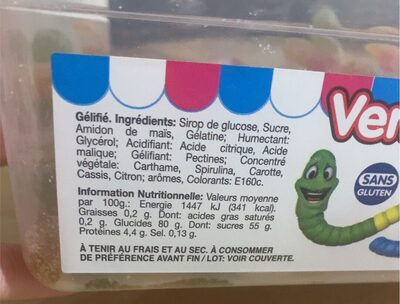 Gélifié. Ingrédients: Sirop de glucose, Sucre,
Amidon de maïs, Gélatine; Humectant:
Glycérol; Acidifiant: Acide citrique, Acide
malique; Gélifiant: Pectines; Concentré
végétale: Carthame, Spirulina, Carotte,
Cassis, Citron; arômes, Colorants: E160c.
Information Nutritionnelle: Valeurs moyenne
par 100g.: Energie 1447 kJ (341 kcal).
Graisses 0,2 g. Dont: acides gras saturés
0,2 g. Glucides 80 g. Dont: sucres 55 g.
Protéines 4,4 g. Sel. 0,13 g.
À TENIR AU FRAIS ET AU SEC. À CONSOMMER
DE PRÉFÉRENCE AVANT FIN / LOT: VOIR COUVERTE.
Ver
SANS
GLUTEN